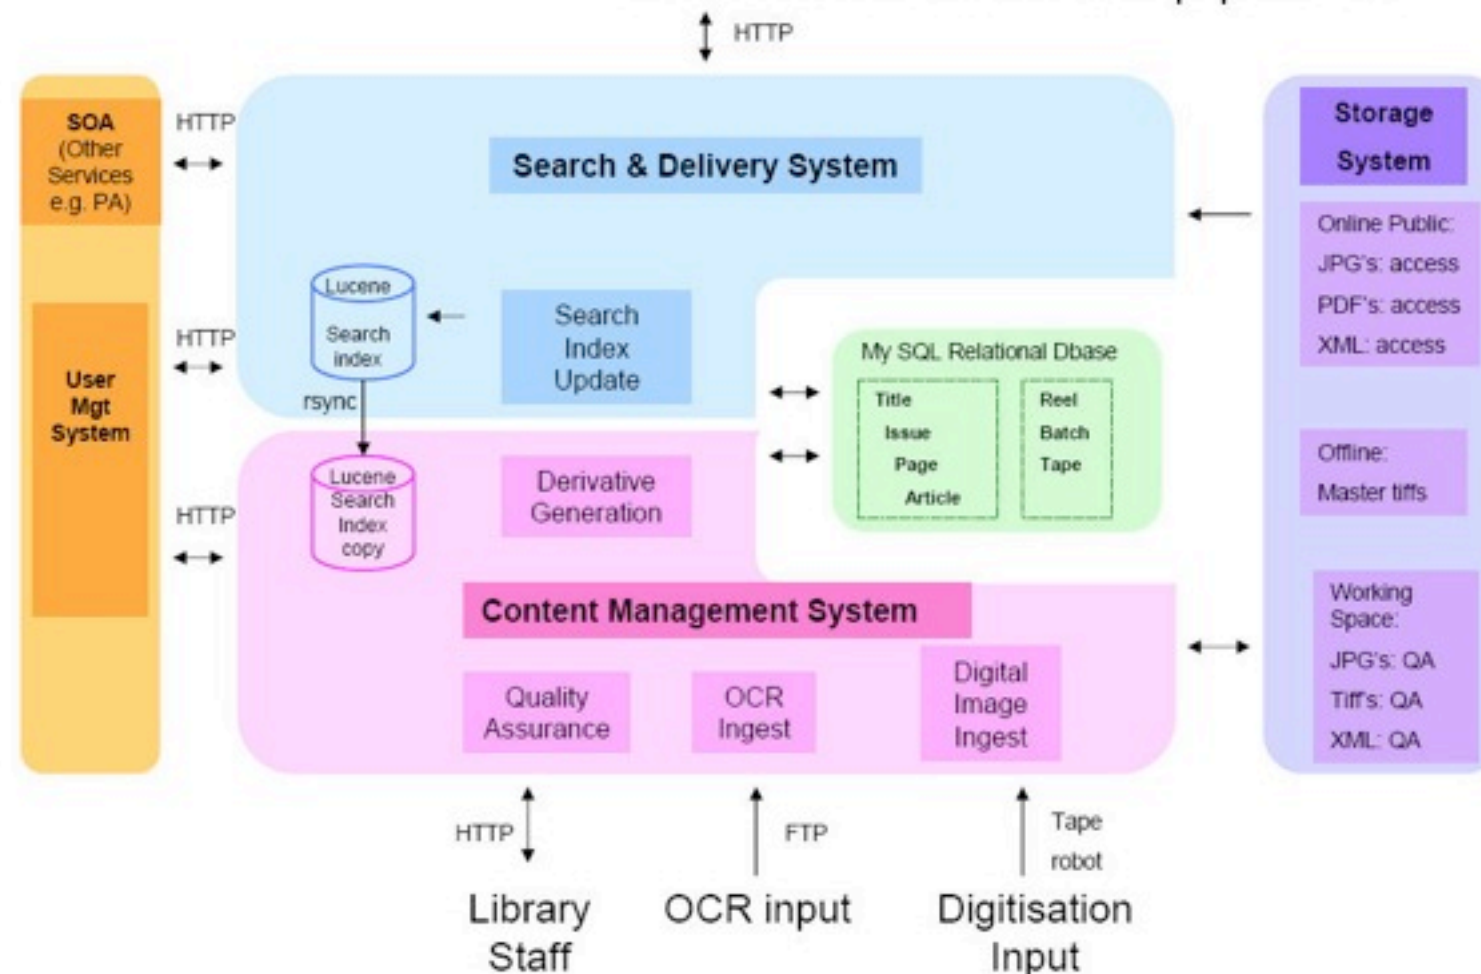 HTTP
SOA
(Other
Services
e.g. PA)
HTTP
User
Mgt
System
HTTP
HTTP
Search & Delivery System
Lucene
Search
index
Search
Index
Update
rsync
Lucene
Search
Index
copy
Derivative
Generation
My SQL Relational Dbase
Title
Issue
Page
Article
Reel
Batch
Tape
Content Management System
Quality
Assurance
OCR
Ingest
Digital
Image
Ingest
Storage
System
Online Public:
JPG's: access
PDF's: access
XML: access
Offline:
Master tiffs
Working
Space:
JPG's: QA
Tiff's: QA
XML: QA
HTTP
FTP
Tape
robot
Library
Staff
OCR input
Digitisation
Input